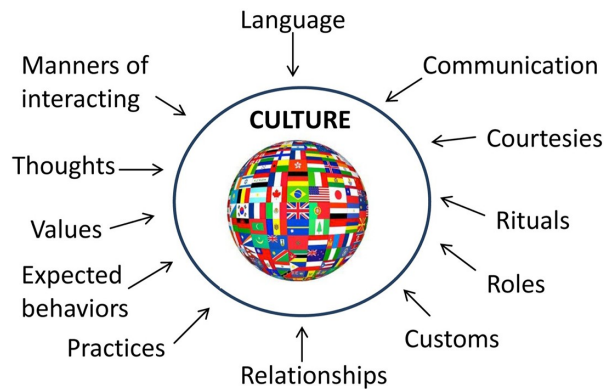 Language
Manners of
interacting
Communication
CULTURE
Courtesies
Thoughts
Values
Rituals
Expected
behaviors
Roles
Practices
Customs
Relationships